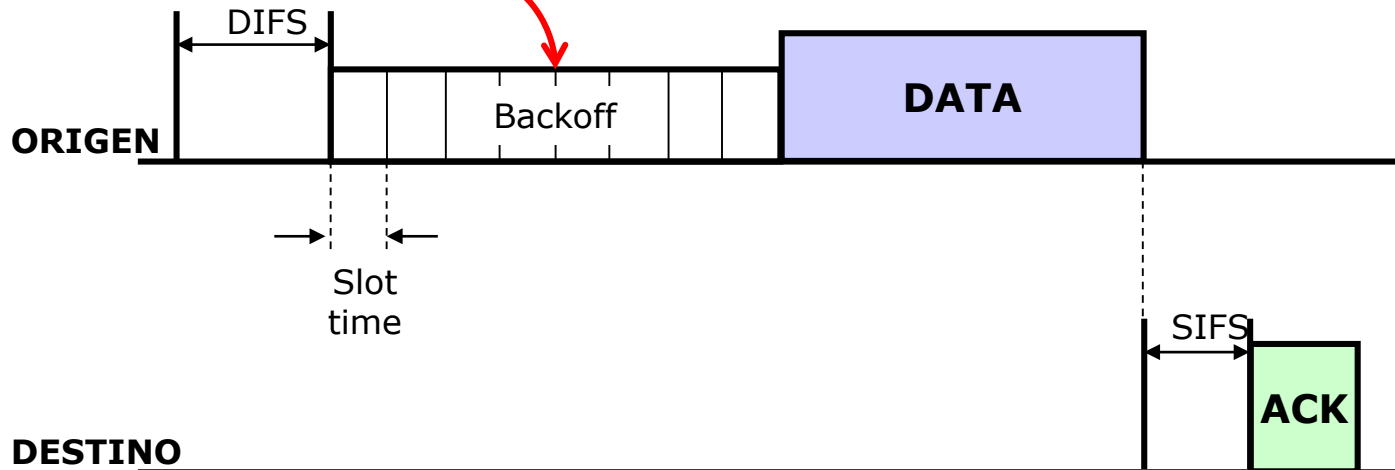 DIFS
Backoff
DATA
ORIGEN
Slot
time
SIFS
ACK
DESTINO